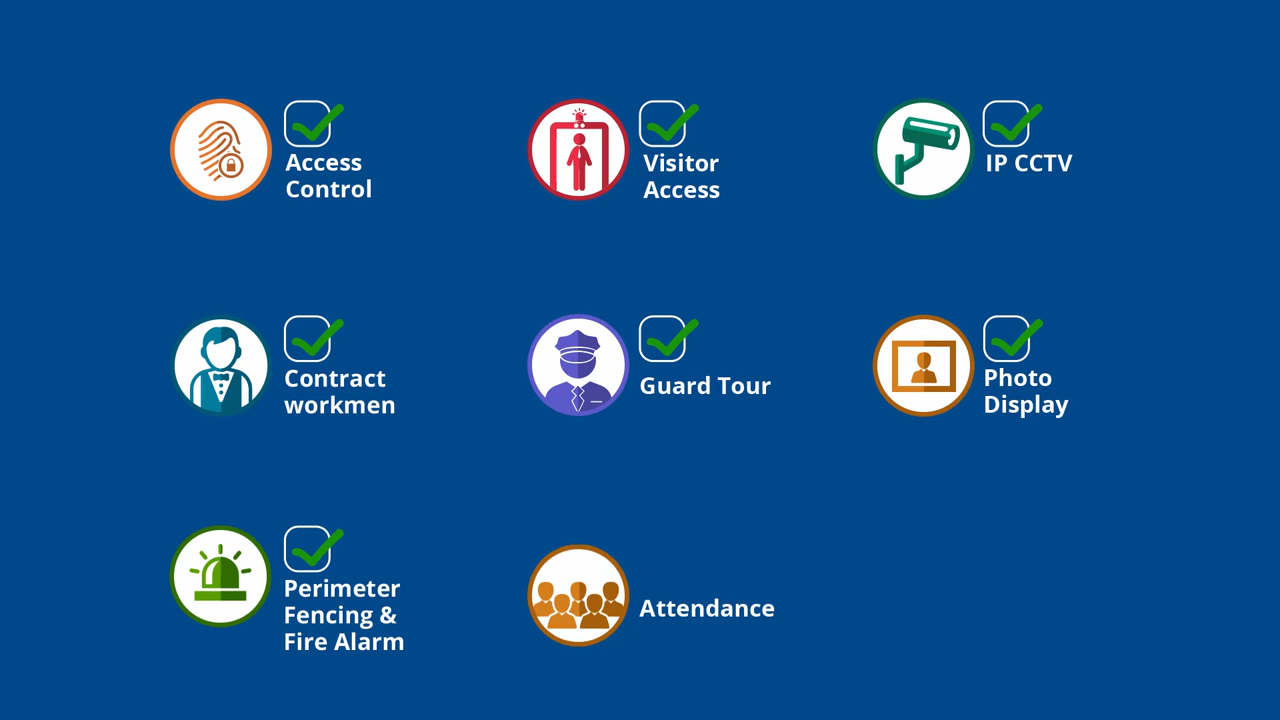 Access
Control
Visitor
Access
IP CCTV
Contract
workmen
Guard Tour
Photo
Display
Perimeter
Fencing &
Fire Alarm
Attendance